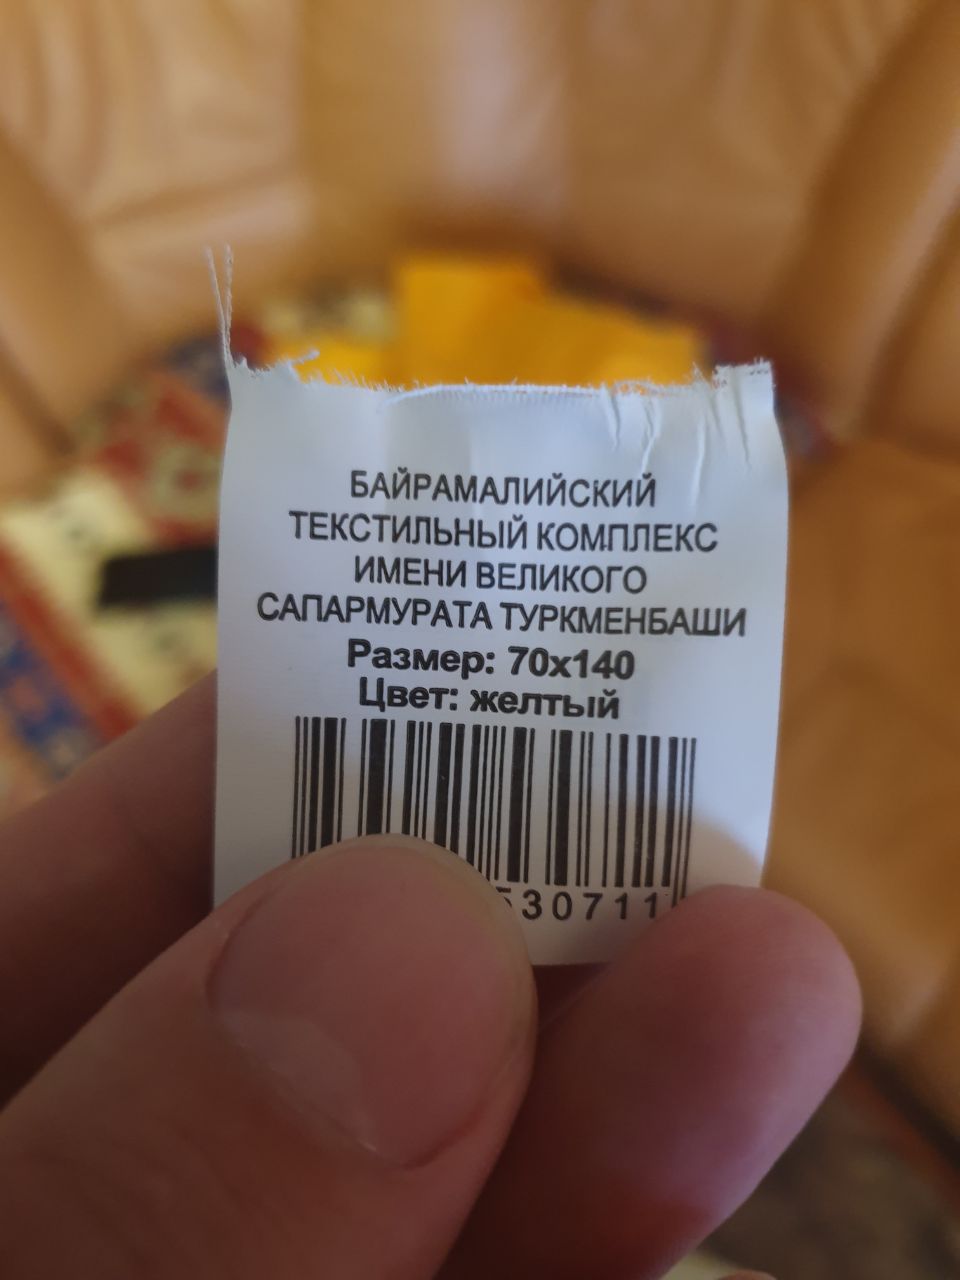 БАЙРАМАЛИЙСКИЙ
ТЕКСТИЛЬНЫЙ КОМПЛЕКС
ИМЕНИ ВЕЛИКОГО
САПАРМУРАТА ТУРКМЕНБАШИ
Размер: 70x140
Цвет: желтый
530711